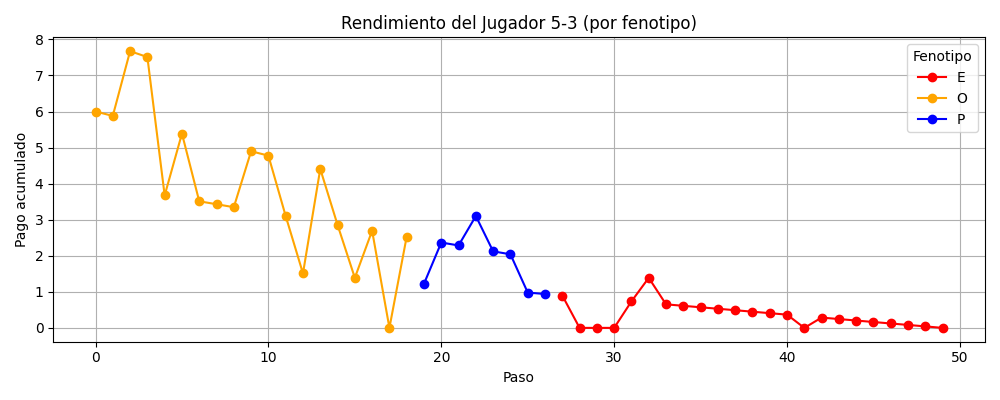 Rendimiento del Jugador 5-3 (por fenotipo)
Pago acumulado
8
7
6
5
4
3
2
1
0
0 10 20 30 40 50
Paso
Fenotipo
E
O
P